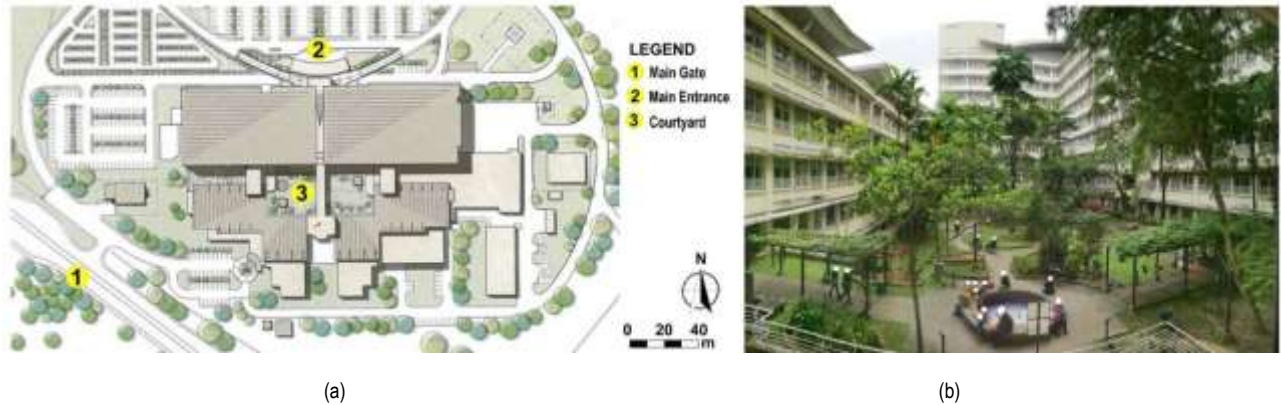 2
LEGEND
1 Main Gate
2 Main Entrance
3 Courtyard
3
1
N
0 20 40
m
(a)
(b)